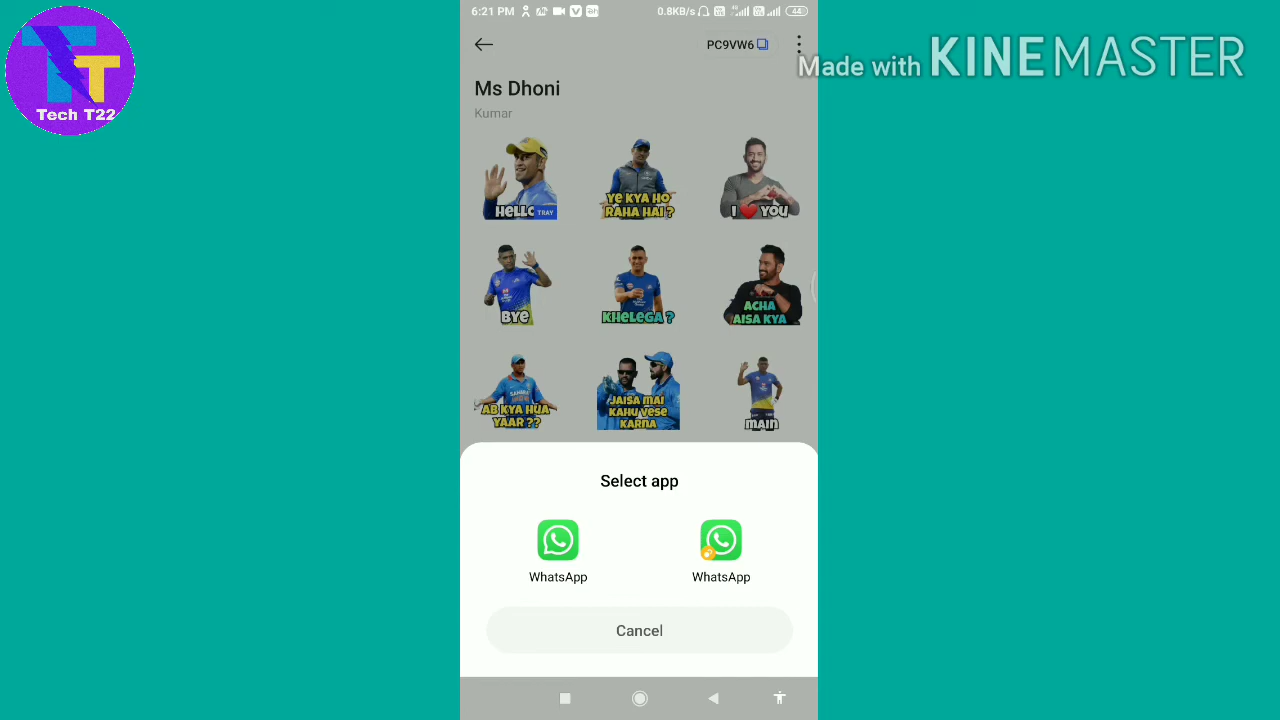 6:21 PM
0.8KB/s
44
PC9VW6
Made with KINEMASTER
Tech T22
Ms Dhoni
Kumar
HELLO TRAY
YE KYA HO
RAHA HAI ?
I ❤️ YOU
BYE
KHELEGA ?
ACHA
AISA KYA
AB KYA HUA
YAAR ??
JAISA MAI
KAHU VESE
KARNA
MAIN
Select app
WhatsApp
WhatsApp
Cancel